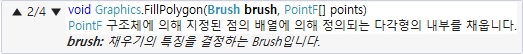 ▲ 2/4 ▼ void Graphics.FillPolygon(Brush brush, PointF[] points)
PointF 구조체에 의해 지정된 점의 배열에 의해 정의되는 다각형의 내부를 채웁니다.
brush: 채우기의 특징을 결정하는 Brush입니다.